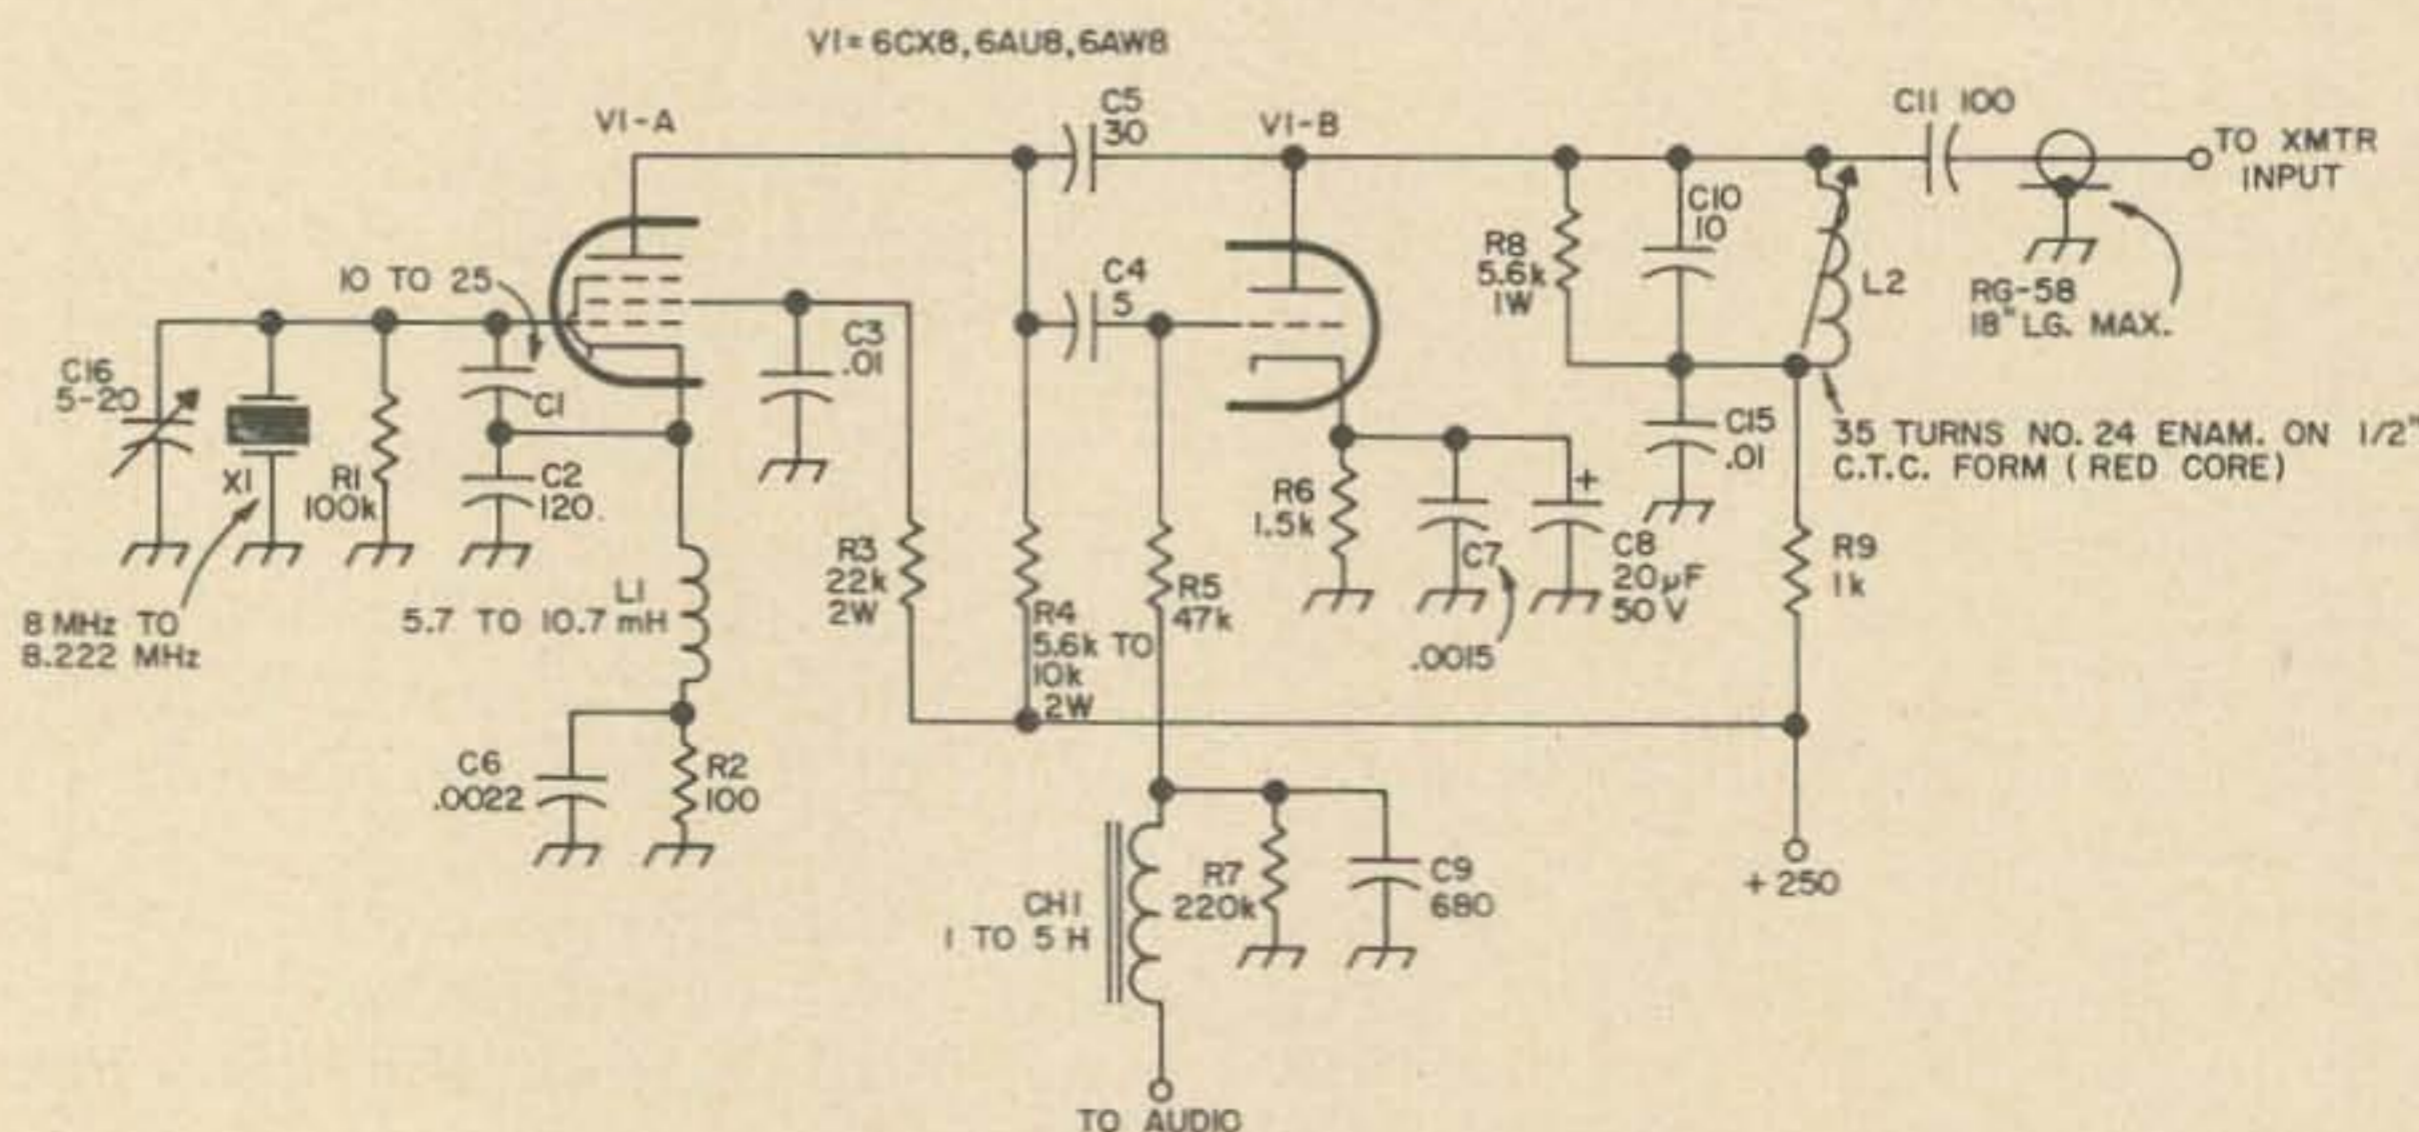 V1= 6CX8, 6AU8, 6AW8
V1-A
C5
30
V1-B
C11 100
TO XMTR
INPUT
10 TO 25
C4
5
C3
.01
R8
5.6k
1W
C10
10
L2
RG-58
18" LG. MAX.
C16
5-20
X1
R1
100k
C1
C2
120
R6
1.5k
C7
.0015
+
C8
20µF
50 V
C15
.01
35 TURNS NO. 24 ENAM. ON 1/2"
C.T.C. FORM (RED CORE)
8 MHz TO
8.222 MHz
L1
5.7 TO 10.7 mH
R3
22k
2W
R4
5.6k TO
10k
2W
R5
47k
R9
1k
C6
.0022
R2
100
CH1
1 TO 5 H
R7
220k
C9
680
+250
TO AUDIO